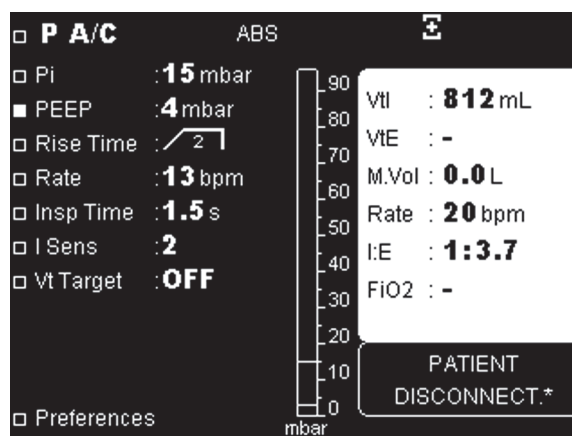 P A/C ABS
Pi :15 mbar
PEEP :4 mbar
Rise Time : 2
Rate :13 bpm
Insp Time :1.5 s
I Sens :2
Vt Target :OFF
Preferences
90
80
70
60
50
40
30
20
10
0
mbar
VtI : 812 mL
VtE : -
M.Vol : 0.0 L
Rate : 20 bpm
I:E : 1:3.7
FiO2 : -
PATIENT
DISCONNECT.*